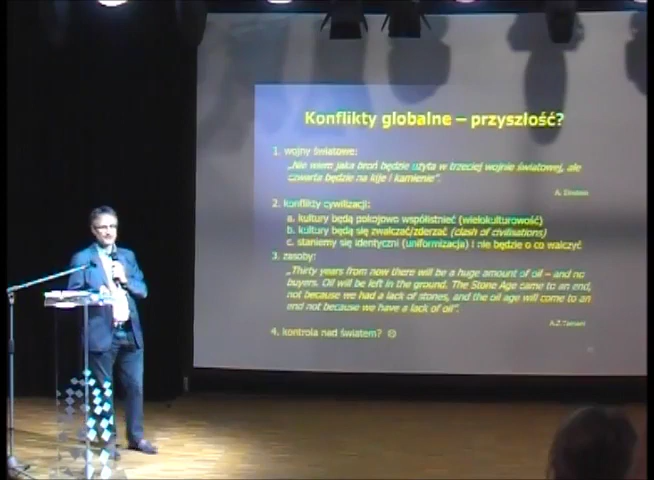 Konflikty globalne – przyszłość?
1. wojny światowe:
„Nie wiem jaka broń będzie użyta w trzeciej wojnie światowej, ale
czwarta będzie na kije i kamienie".
A. Einstein
2. konflikty cywilizacji:
a. kultury będą pokojowo współistnieć (wielokulturowość)
b. kultury będą się zwalczać/zderzać (clash of civilisations)
c. staniemy się identyczni (uniformizacja) i nie będzie o co walczyć
3. zasoby:
„Thirty years from now there will be a huge amount of oil – and no
buyers. Oil will be left in the ground. The Stone Age came to an end,
not because we had a lack of stones, and the oil age will come to an
end not because we have a lack of oil".
A.Z.Yamani
4. kontrola nad światem? ☺